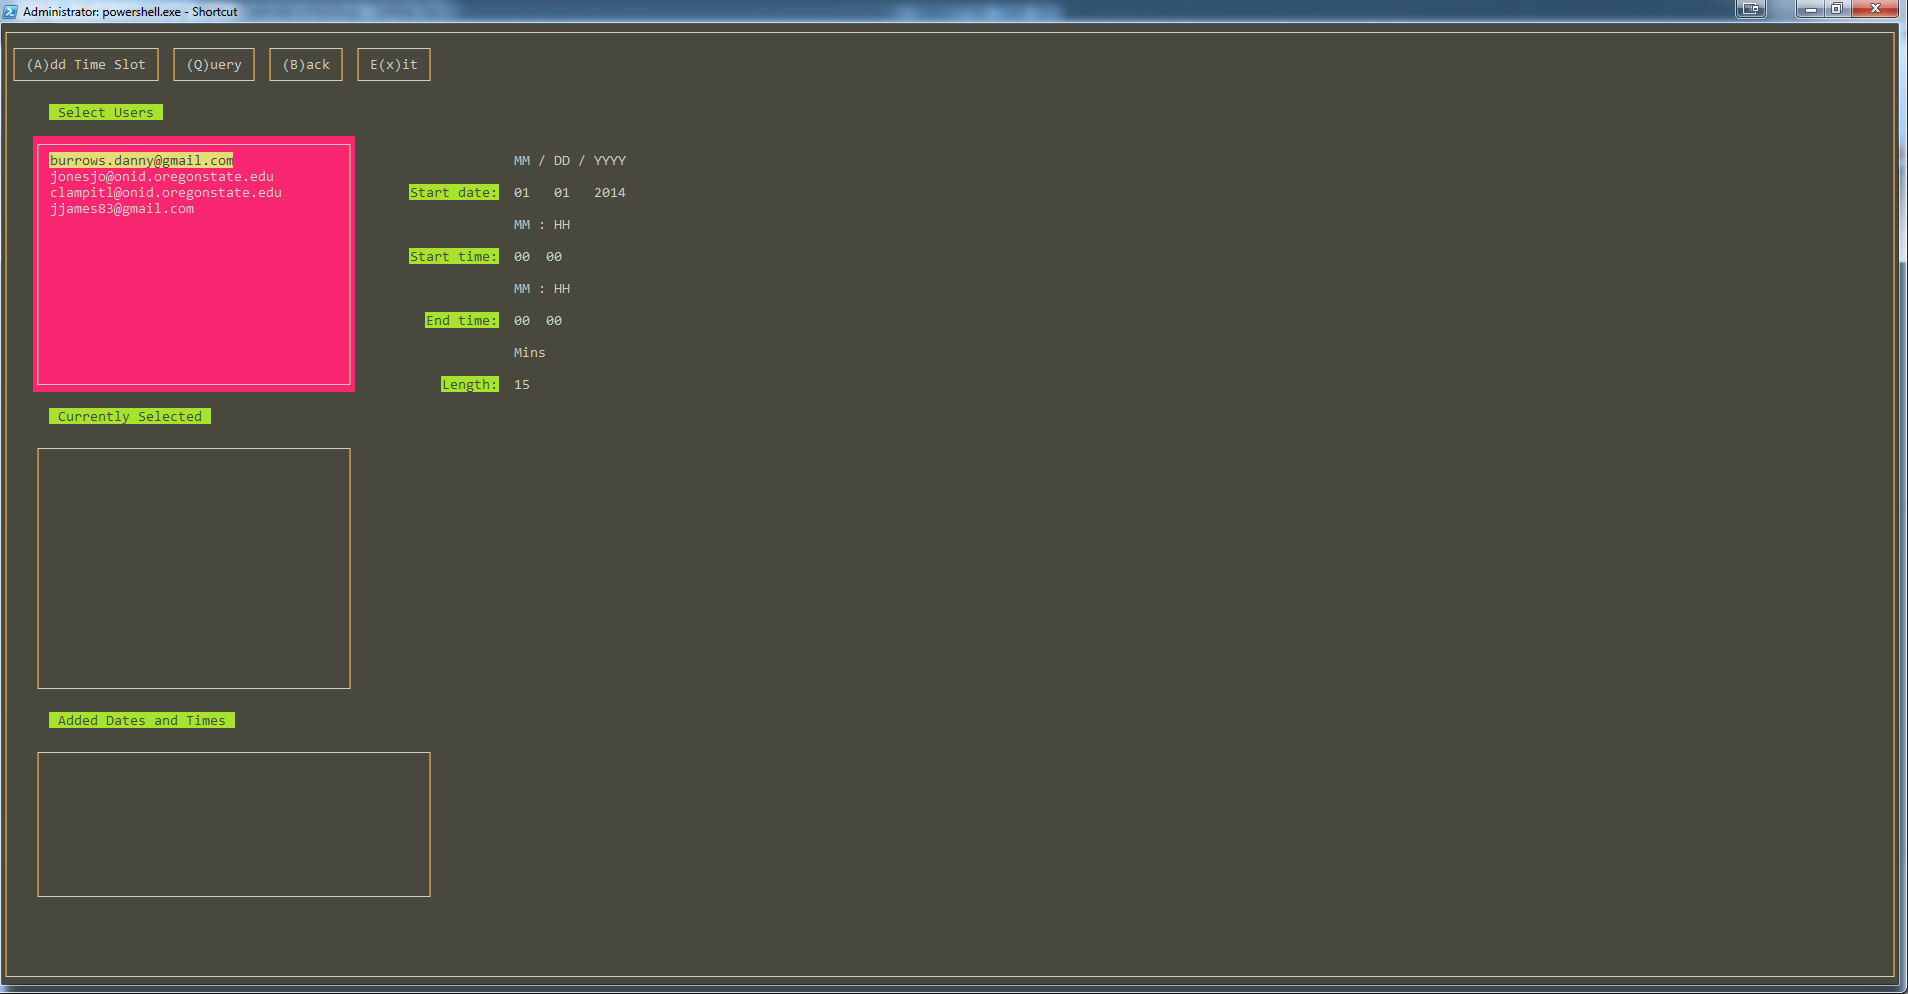 Administrator: powershell.exe - Shortcut
(A)dd Time Slot (Q)uery (B)ack E(x)it
Select Users
burrows.danny@gmail.com
jonesjo@onid.oregonstate.edu
clampitl@onid.oregonstate.edu
jjames83@gmail.com
MM / DD / YYYY
Start date: 01 01 2014
MM : HH
Start time: 00 00
MM : HH
End time: 00 00
Mins
Length: 15
Currently Selected
Added Dates and Times